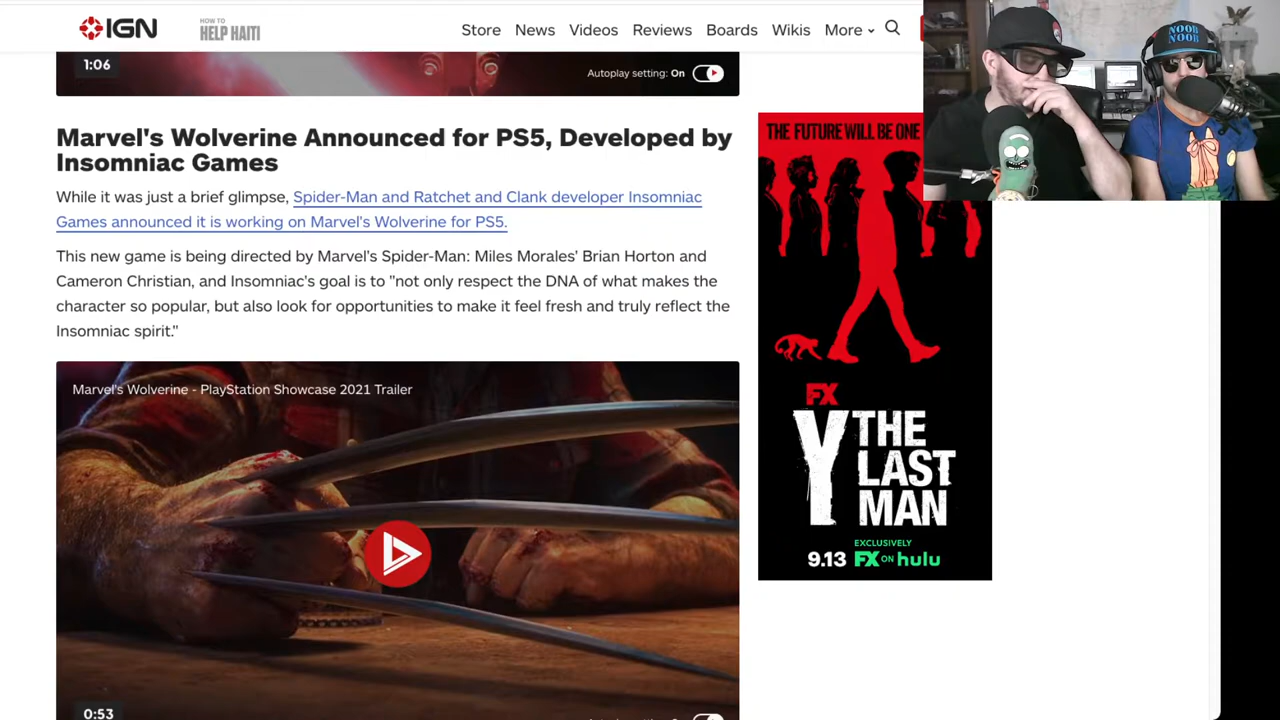 IGN
HOW TO
HELP HAITI
Store News Videos Reviews Boards Wikis More
1:06
Autoplay setting: On
Marvel's Wolverine Announced for PS5, Developed by
Insomniac Games
While it was just a brief glimpse, Spider-Man and Ratchet and Clank developer Insomniac
Games announced it is working on Marvel's Wolverine for PS5.
This new game is being directed by Marvel's Spider-Man: Miles Morales' Brian Horton and
Cameron Christian, and Insomniac's goal is to "not only respect the DNA of what makes the
character so popular, but also look for opportunities to make it feel fresh and truly reflect the
Insomniac spirit."
Marvel's Wolverine - PlayStation Showcase 2021 Trailer
0:53
THE FUTURE WILL BE ONE
FX
Y THE
LAST
MAN
EXCLUSIVELY
9.13 FX ON hulu
NOOB
NOOB